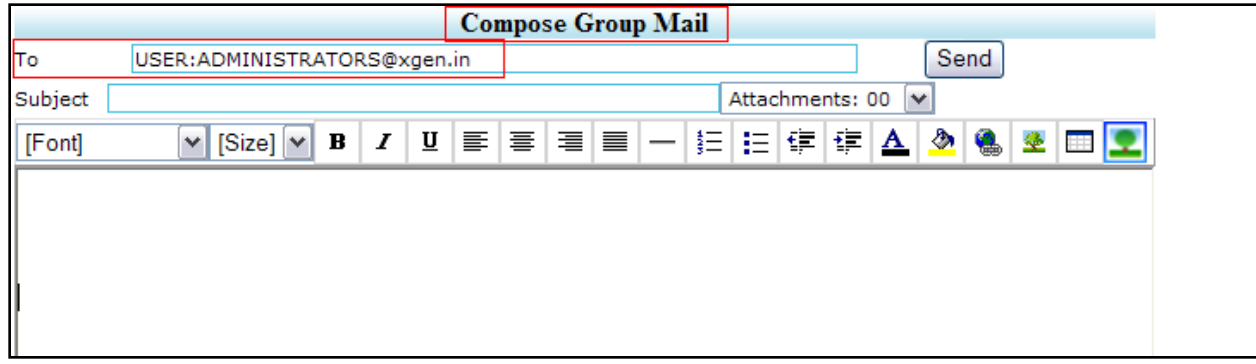 Compose Group Mail
To USER:ADMINISTRATORS@xgen.in Send
Subject Attachments: 00
[Font] [Size] B I U A